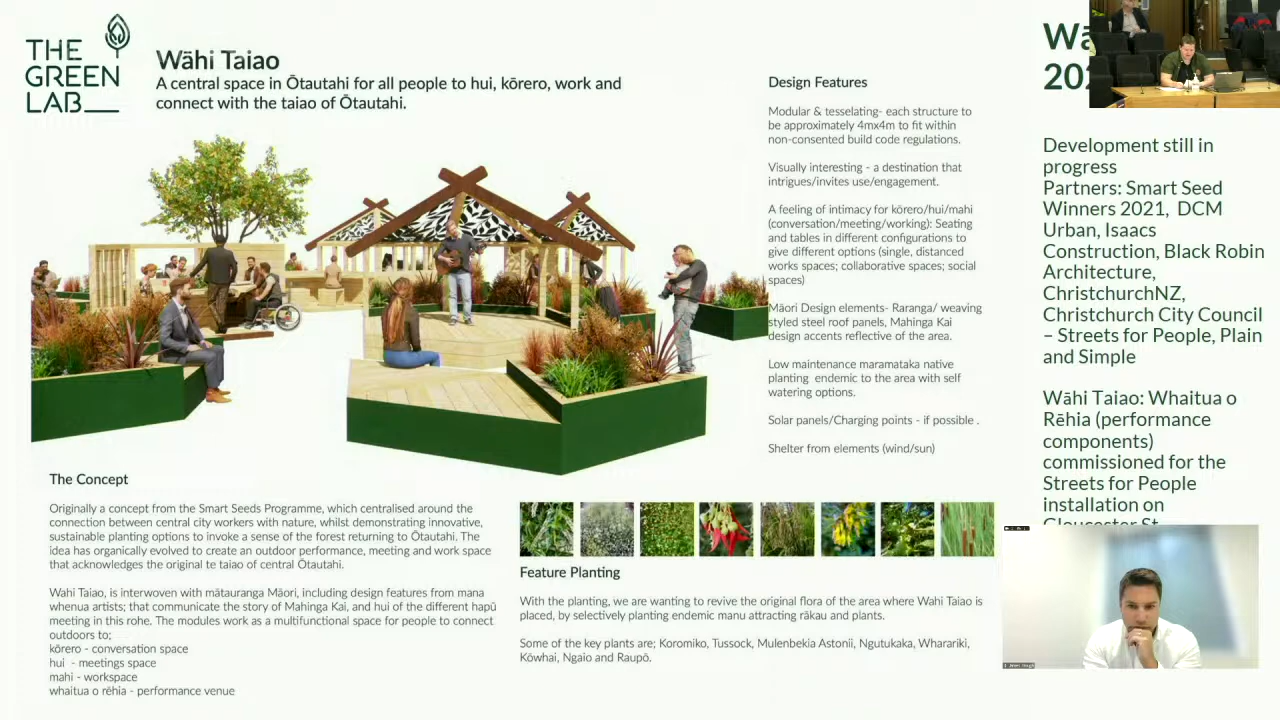 THE
GREEN
LAB
Wāhi Taiao
A central space in Ōtautahi for all people to hui, kōrero, work and
connect with the taiao of Ōtautahi.
Design Features
Modular & tesselating- each structure to
be approximately 4mx4m to fit within
non-consented build code regulations.
Visually interesting - a destination that
intrigues/invites use/engagement.
A feeling of intimacy for kōrero/hui/mahi
(conversation/meeting/working): Seating
and tables in different configurations to
give different options (single, distanced
works spaces; collaborative spaces; social
spaces)
Māori Design elements- Raranga/ weaving
styled steel roof panels, Mahinga Kai
design accents reflective of the area.
Low maintenance maramataka native
planting endemic to the area with self
watering options.
Solar panels/Charging points - if possible .
Shelter from elements (wind/sun)
The Concept
Originally a concept from the Smart Seeds Programme, which centralised around the
connection between central city workers with nature, whilst demonstrating innovative,
sustainable planting options to invoke a sense of the forest returning to Ōtautahi. The
idea has organically evolved to create an outdoor performance, meeting and work space
that acknowledges the original te taiao of central Ōtautahi.
Wahi Taiao, is interwoven with mātauranga Māori, including design features from mana
whenua artists; that communicate the story of Mahinga Kai, and hui of the different hapū
meeting in this rohe. The modules work as a multifunctional space for people to connect
outdoors to;
kōrero - conversation space
hui - meetings space
mahi - workspace
whaitua o rēhia - performance venue
Feature Planting
With the planting, we are wanting to revive the original flora of the area where Wahi Taiao is
placed, by selectively planting endemic manu attracting rākau and plants.
Some of the key plants are; Koromiko, Tussock, Mulenbekia Astonii, Ngutukaka, Wharariki,
Kōwhai, Ngaio and Raupō.
Wā
202
Development still in
progress
Partners: Smart Seed
Winners 2021, DCM
Urban, Isaacs
Construction, Black Robin
Architecture,
ChristchurchNZ,
Christchurch City Council
– Streets for People, Plain
and Simple
Wāhi Taiao: Whaitua o
Rēhia (performance
components)
commissioned for the
Streets for People
installation on
Gloucester St